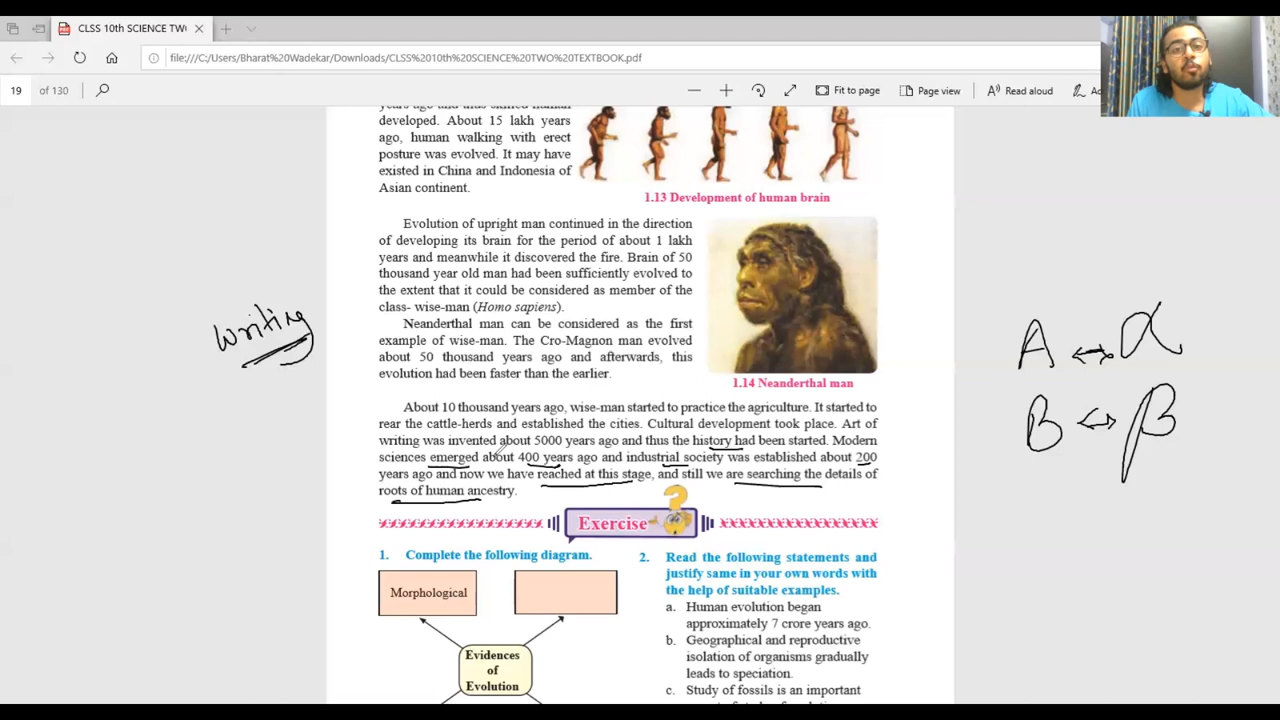 CLSS 10th SCIENCE TWO
file:///C:/Users/Bharat%20Wadekar/Downloads/CLSS%2010th%20SCIENCE%20TWO%20TEXTBOOK.pdf
19 of 130
Fit to page
Page view
Read aloud
developed. About 15 lakh years
ago, human walking with erect
posture was evolved. It may have
existed in China and Indonesia of
Asian continent.
1.13 Development of human brain
Evolution of upright man continued in the direction
of developing its brain for the period of about 1 lakh
years and meanwhile it discovered the fire. Brain of 50
thousand year old man had been sufficiently evolved to
the extent that it could be considered as member of the
class- wise-man (Homo sapiens).
Neanderthal man can be considered as the first
example of wise-man. The Cro-Magnon man evolved
about 50 thousand years ago and afterwards, this
evolution had been faster than the earlier.
1.14 Neanderthal man
About 10 thousand years ago, wise-man started to practice the agriculture. It started to
rear the cattle-herds and established the cities. Cultural development took place. Art of
writing was invented about 5000 years ago and thus the history had been started. Modern
sciences emerged about 400 years ago and industrial society was established about 200
years ago and now we have reached at this stage, and still we are searching the details of
roots of human ancestry.
writing
A ↔ α
B ↔ β
Exercise
1. Complete the following diagram.
Morphological
Evidences
of
Evolution
2. Read the following statements and
justify same in your own words with
the help of suitable examples.
a. Human evolution began
approximately 7 crore years ago.
b. Geographical and reproductive
isolation of organisms gradually
leads to speciation.
c. Study of fossils is an important